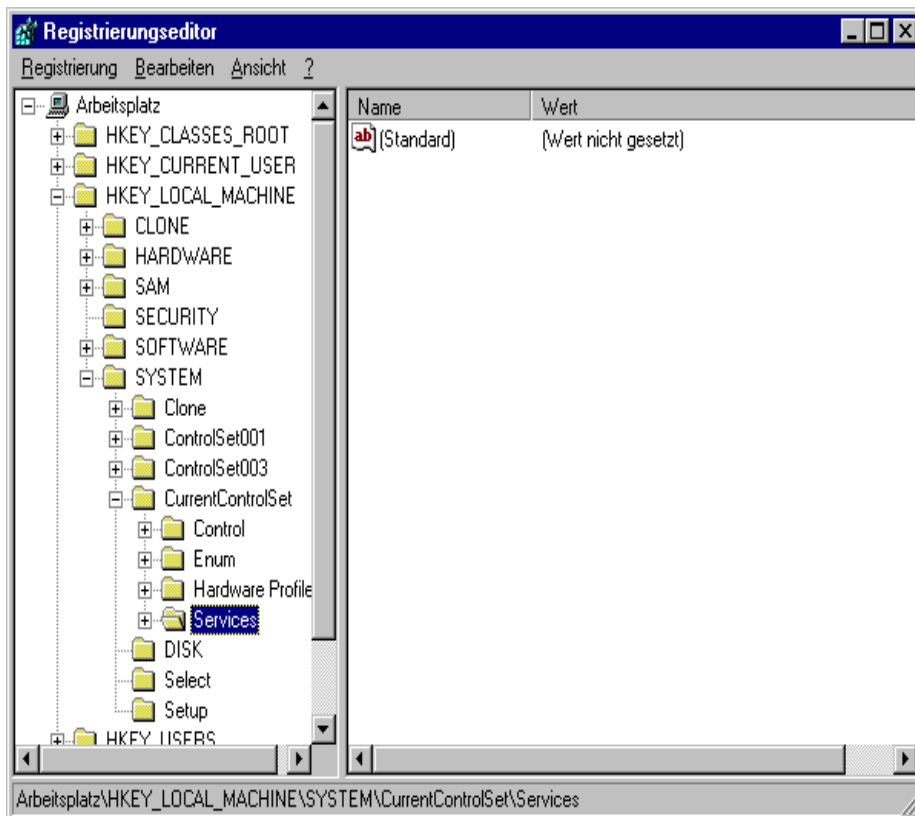 Registrierungseditor
Registrierung Bearbeiten Ansicht ?
Arbeitsplatz
HKEY_CLASSES_ROOT
HKEY_CURRENT_USER
HKEY_LOCAL_MACHINE
CLONE
HARDWARE
SAM
SECURITY
SOFTWARE
SYSTEM
Clone
ControlSet001
ControlSet003
CurrentControlSet
Control
Enum
Hardware Profile
Services
DISK
Select
Setup
HKEY_USERS
Name Wert
ab (Standard) (Wert nicht gesetzt)
Arbeitsplatz\HKEY_LOCAL_MACHINE\SYSTEM\CurrentControlSet\Services